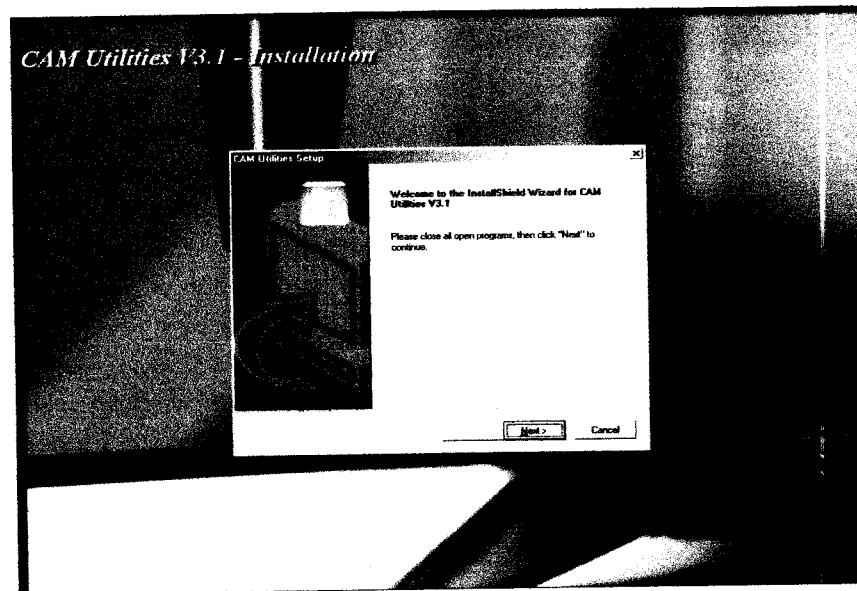 CAM Utilities V3.1 - Installation
CAM Utilities Setup
Welcome to the InstallShield Wizard for CAM
Utilities V3.1
Please close all open programs, then click "Next" to
continue.
Next >
Cancel